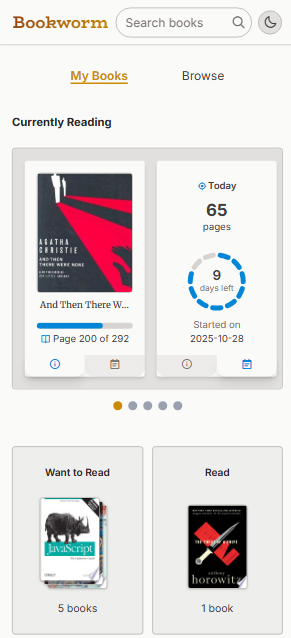 Bookworm
Search books
My Books
Browse
Currently Reading
AGATHA
CHRISTIE
AND THEN
THERE WERE NONE
And Then There W...
Page 200 of 292
Today
65
pages
9
days left
Started on
2025-10-28
Want to Read
JavaScript
O'REILLY
5 books
Read
anthony
horowitz
1 book